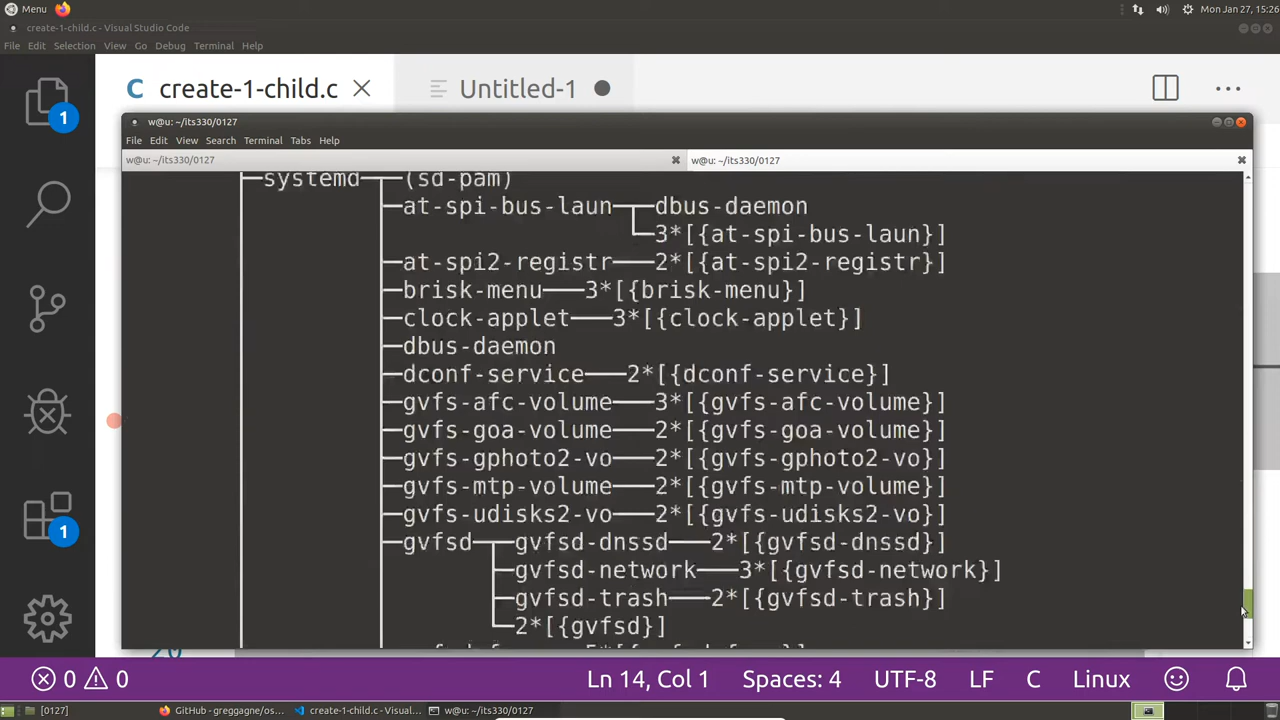 Menu
Mon Jan 27, 15:26
create-1-child.c - Visual Studio Code
File Edit Selection View Go Debug Terminal Help
1
C create-1-child.c
Untitled-1
w@u: ~/its330/0127
File Edit View Search Terminal Tabs Help
w@u: ~/its330/0127
w@u: ~/its330/0127
systemd (sd-pam)
at-spi-bus-laun dbus-daemon
3*[{at-spi-bus-laun}]
at-spi2-registr 2*[{at-spi2-registr}]
brisk-menu 3*[{brisk-menu}]
clock-applet 3*[{clock-applet}]
dbus-daemon
dconf-service 2*[{dconf-service}]
gvfs-afc-volume 3*[{gvfs-afc-volume}]
gvfs-goa-volume 2*[{gvfs-goa-volume}]
gvfs-gphoto2-vo 2*[{gvfs-gphoto2-vo}]
gvfs-mtp-volume 2*[{gvfs-mtp-volume}]
gvfs-udisks2-vo 2*[{gvfs-udisks2-vo}]
1
gvfsd gvfsd-dnssd 2*[{gvfsd-dnssd}]
gvfsd-network 3*[{gvfsd-network}]
gvfsd-trash 2*[{gvfsd-trash}]
2*[{gvfsd}]
20
0 0 Ln 14, Col 1 Spaces: 4 UTF-8 LF C Linux
[0127] GitHub - greggagne/os... create-1-child.c - Visual... w@u: ~/its330/0127